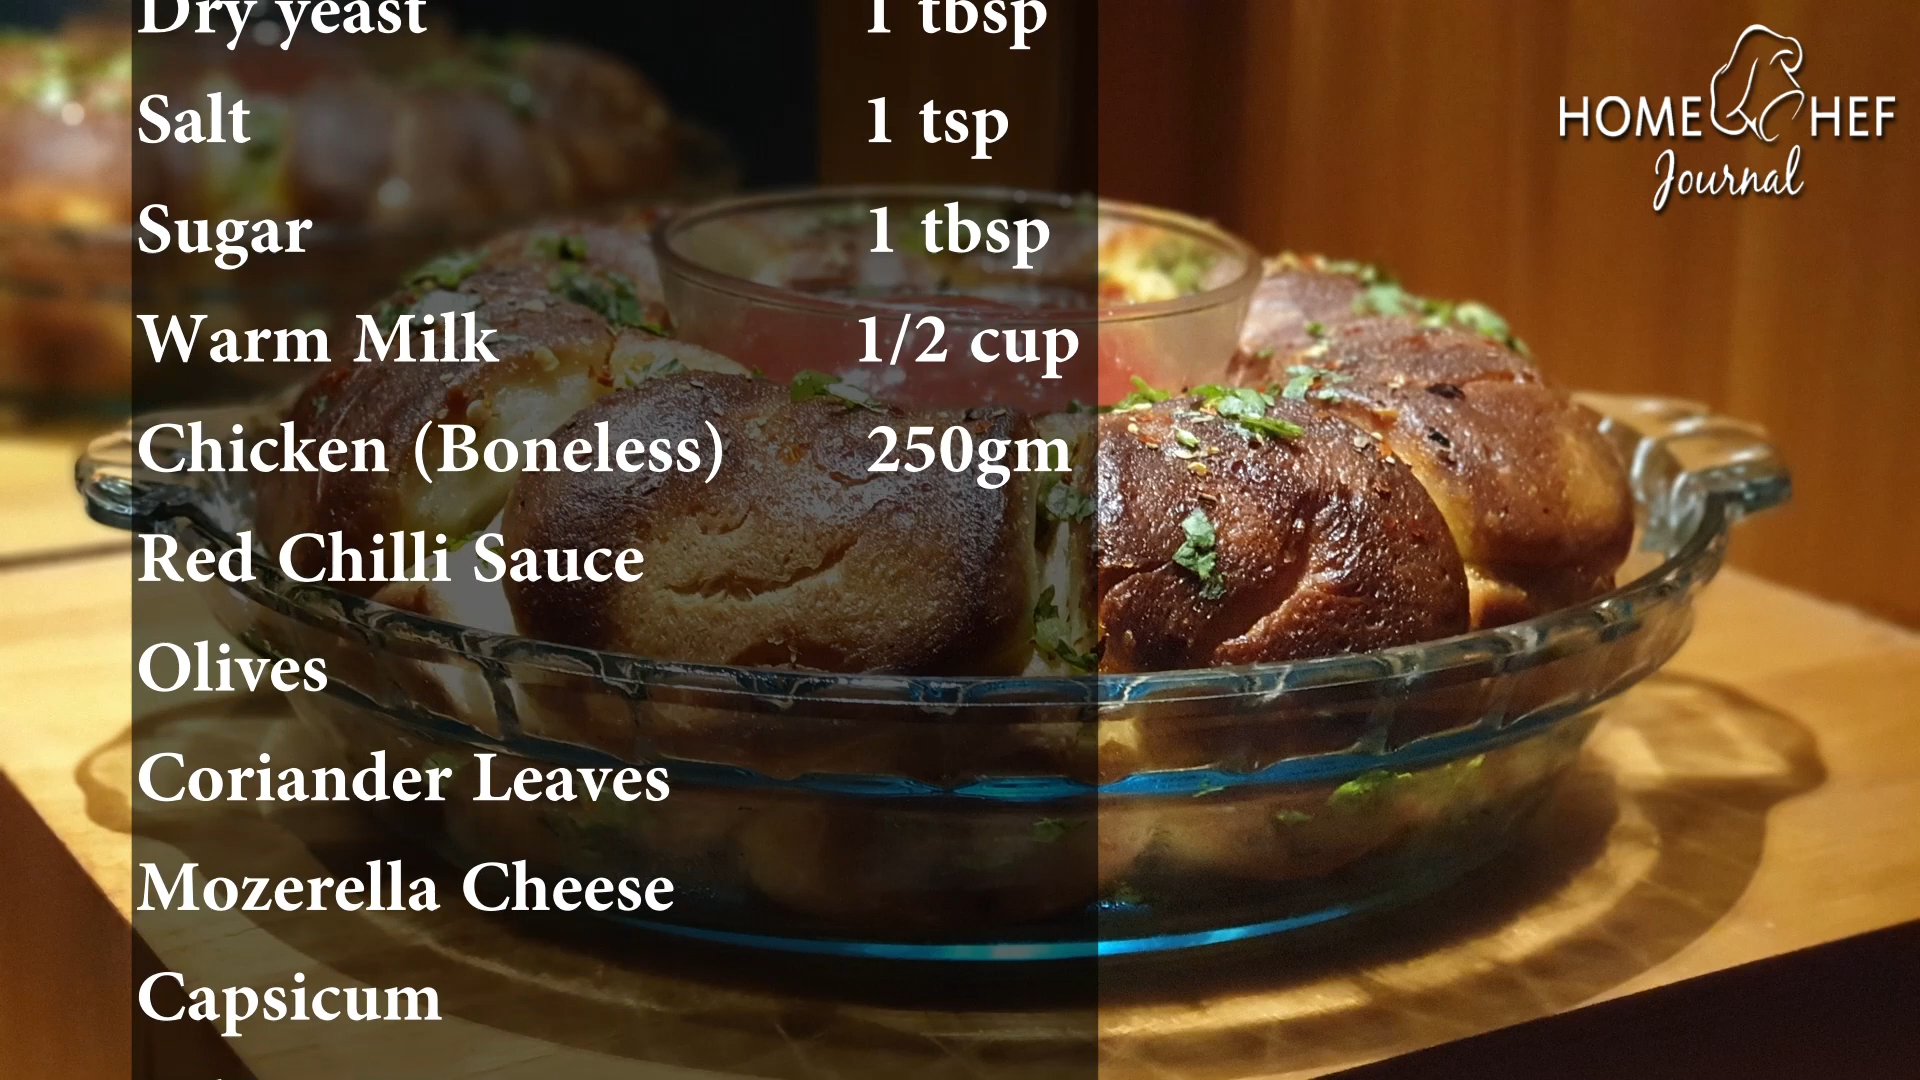 Dry yeast 1 tbsp
Salt 1 tsp
Sugar 1 tbsp
Warm Milk 1/2 cup
Chicken (Boneless) 250gm
Red Chilli Sauce
Olives
Coriander Leaves
Mozerella Cheese
Capsicum
HOME CHEF
Journal